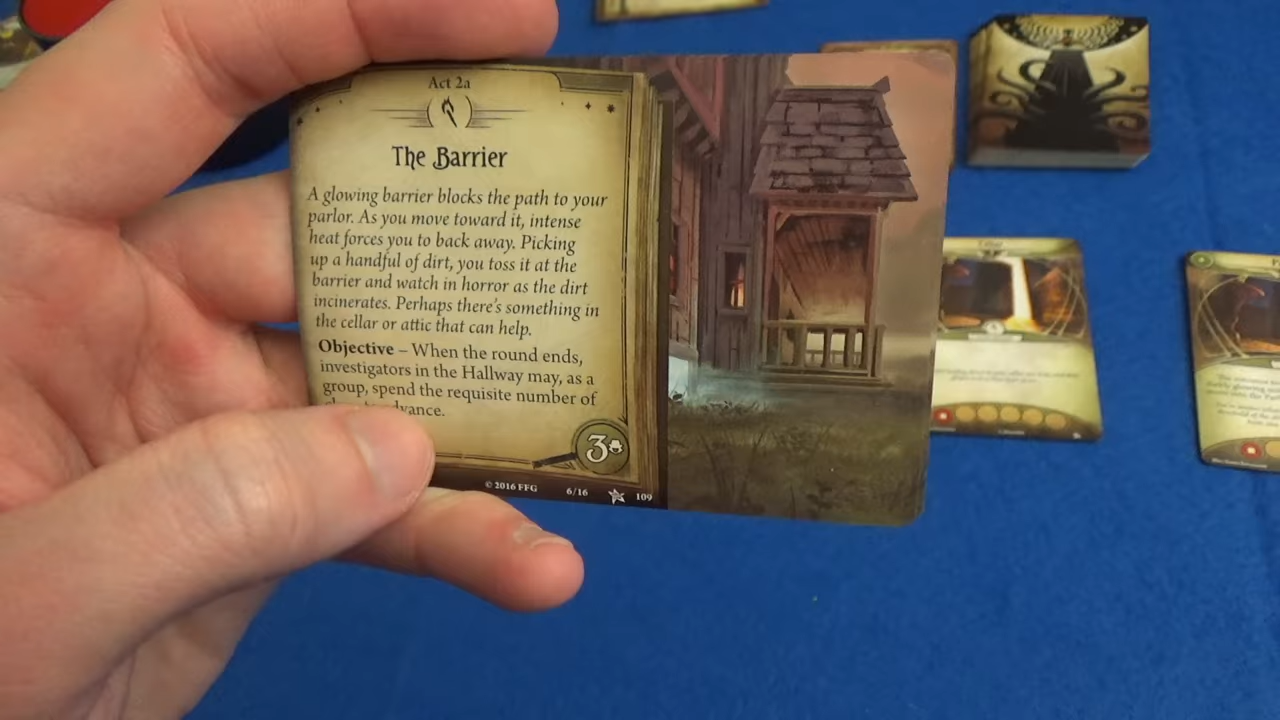 Act 2a
The Barrier
A glowing barrier blocks the path to your
parlor. As you move toward it, intense
heat forces you to back away. Picking
up a handful of dirt, you toss it at the
barrier and watch in horror as the dirt
incinerates. Perhaps there's something in
the cellar or attic that can help.
Objective – When the round ends,
investigators in the Hallway may, as a
group, spend the requisite number of
advance.
3
© 2016 FFG 6/16 109
Cellar